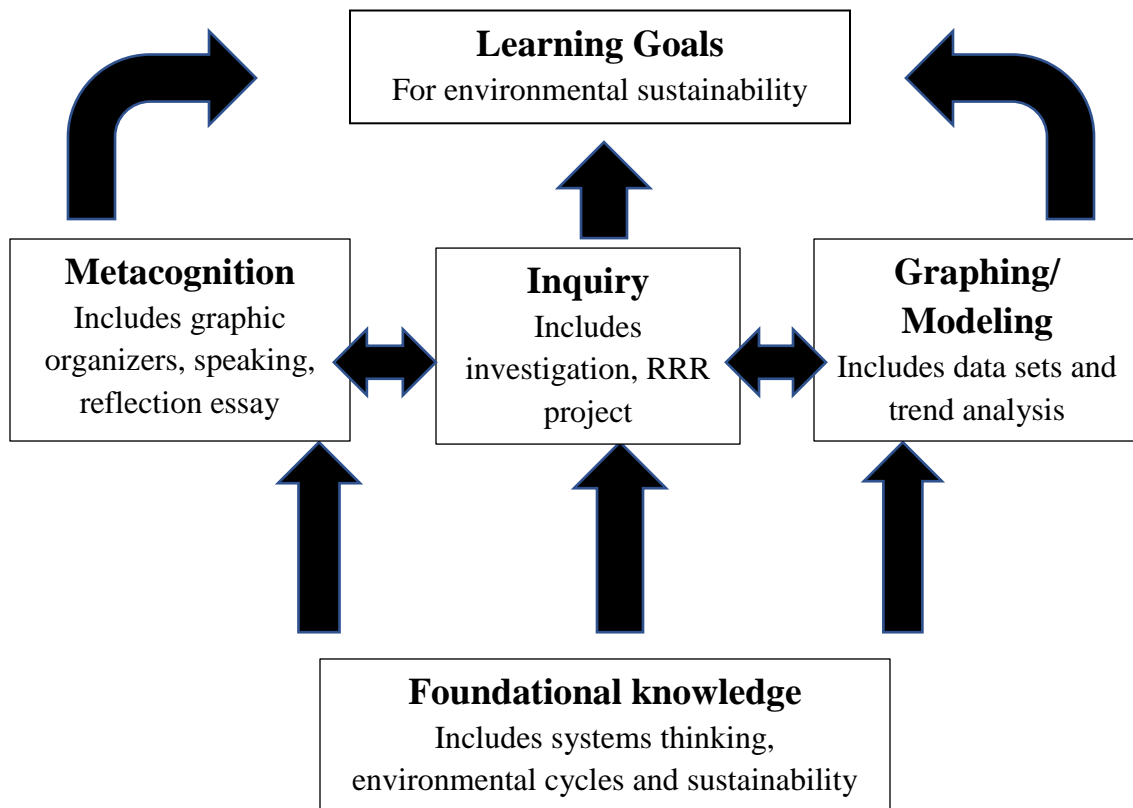 Learning Goals
For environmental sustainability
Metacognition
Includes graphic
organizers, speaking,
reflection essay
Inquiry
Includes
investigation, RRR
project
Graphing/
Modeling
Includes data sets and
trend analysis
Foundational knowledge
Includes systems thinking,
environmental cycles and sustainability